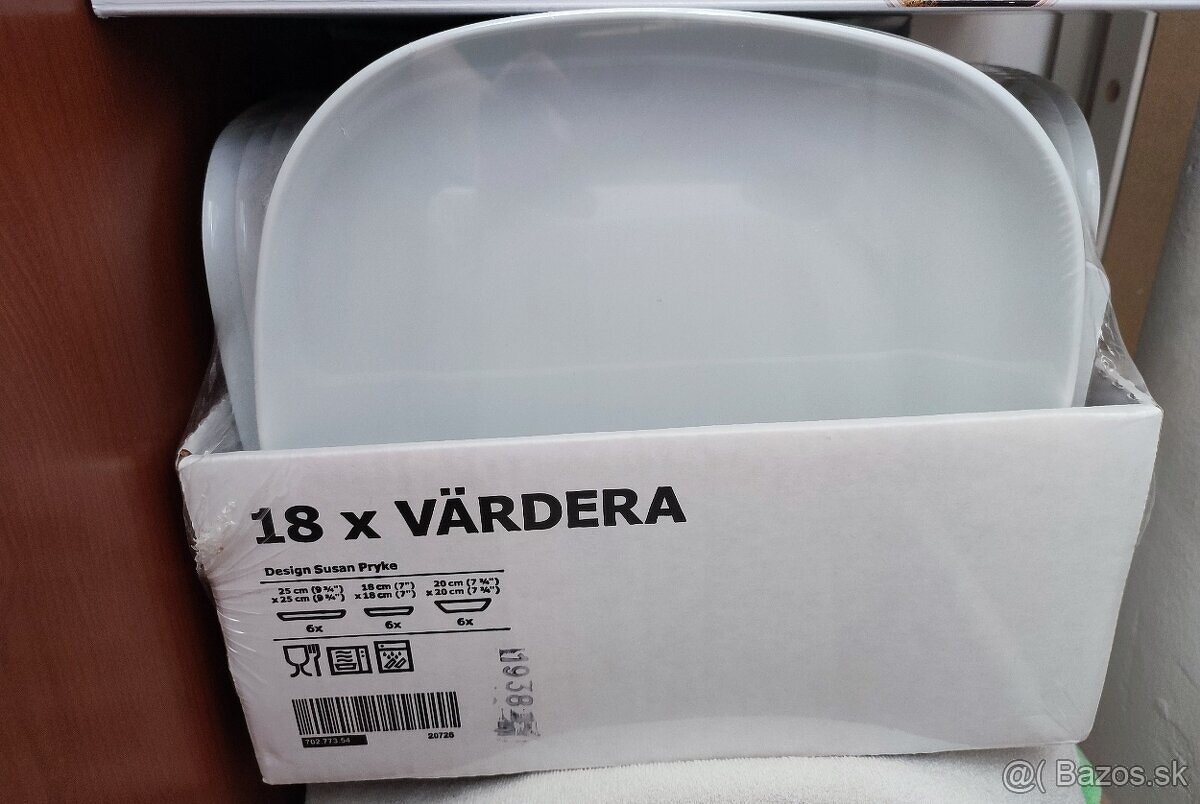 18 x VÄRDERA
Design Susan Pryke
25 cm (9 ¾") 18 cm (7") 20 cm (7 ¾")
x 25 cm (9 ¾") x 18 cm (7") x 20 cm (7 ¾")
6x 6x 6x
702.773.54 20726
@( Bazos.sk